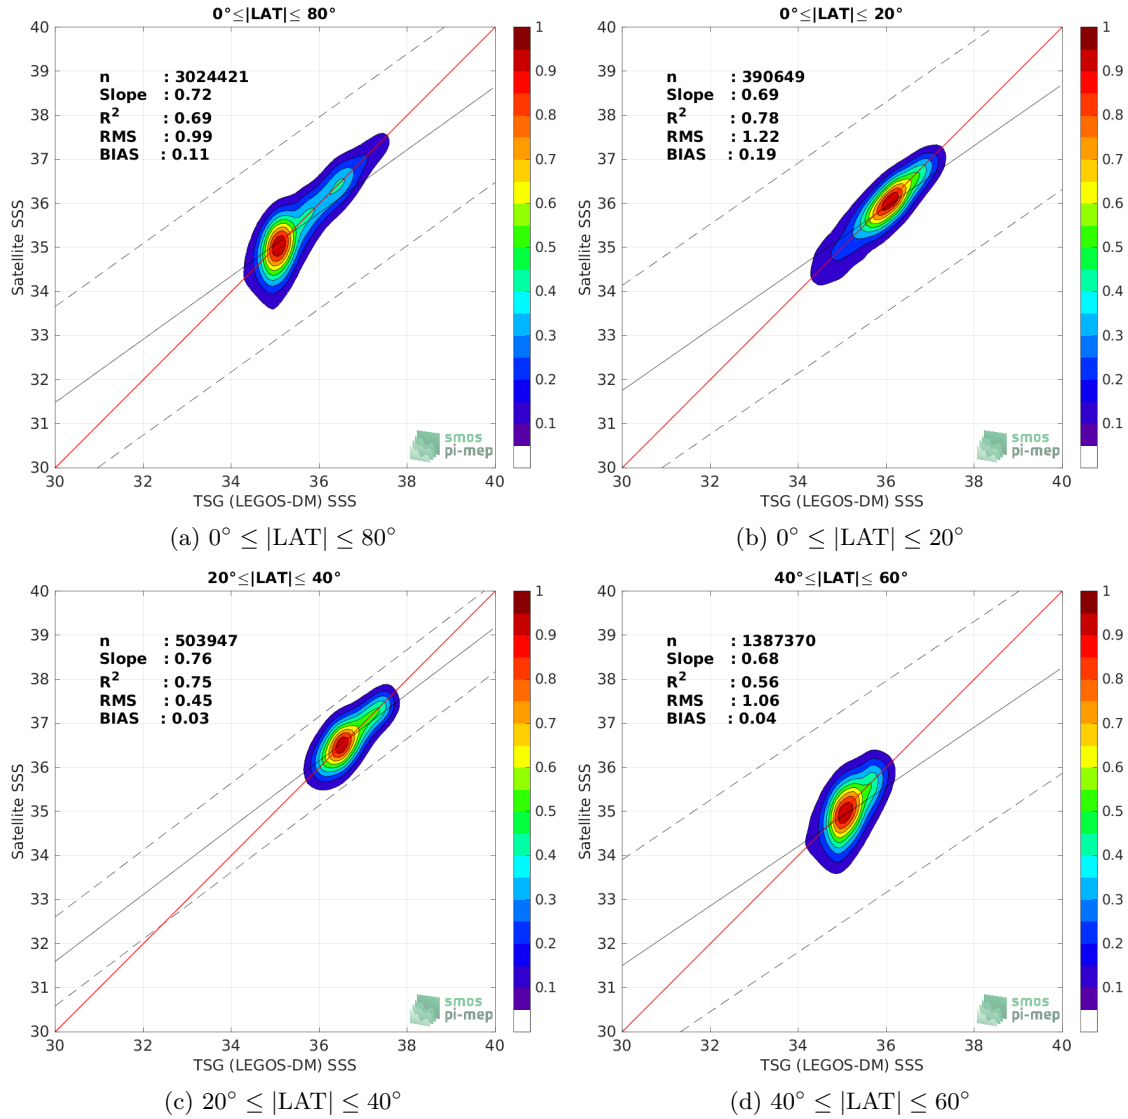 0°≤|LAT|≤ 80°
40
39
38
37
36
35
34
33
32
31
30
Satellite SSS
n : 3024421
Slope : 0.72
R² : 0.69
RMS : 0.99
BIAS : 0.11
smos
pi-mep
30 32 34 36 38 40
TSG (LEGOS-DM) SSS
1
0.9
0.8
0.7
0.6
0.5
0.4
0.3
0.2
0.1
(a) 0° ≤ |LAT| ≤ 80°
0°≤|LAT|≤ 20°
40
39
38
37
36
35
34
33
32
31
30
Satellite SSS
n : 390649
Slope : 0.69
R² : 0.78
RMS : 1.22
BIAS : 0.19
smos
pi-mep
30 32 34 36 38 40
TSG (LEGOS-DM) SSS
1
0.9
0.8
0.7
0.6
0.5
0.4
0.3
0.2
0.1
(b) 0° ≤ |LAT| ≤ 20°
20°≤|LAT|≤ 40°
40
39
38
37
36
35
34
33
32
31
30
Satellite SSS
n : 503947
Slope : 0.76
R² : 0.75
RMS : 0.45
BIAS : 0.03
smos
pi-mep
30 32 34 36 38 40
TSG (LEGOS-DM) SSS
1
0.9
0.8
0.7
0.6
0.5
0.4
0.3
0.2
0.1
(c) 20° ≤ |LAT| ≤ 40°
40°≤|LAT|≤ 60°
40
39
38
37
36
35
34
33
32
31
30
Satellite SSS
n : 1387370
Slope : 0.68
R² : 0.56
RMS : 1.06
BIAS : 0.04
smos
pi-mep
30 32 34 36 38 40
TSG (LEGOS-DM) SSS
1
0.9
0.8
0.7
0.6
0.5
0.4
0.3
0.2
0.1
(d) 40° ≤ |LAT| ≤ 60°